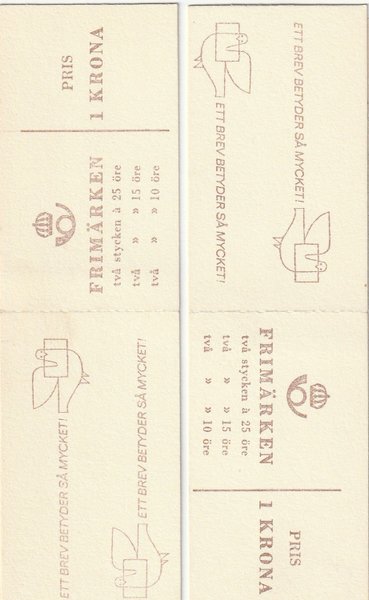 PRIS
1 KRONA
FRIMÄRKEN
två stycken à 25 öre
två » » 15 öre
två » » 10 öre
ETT BREV BETYDER SÅ MYCKET!
ETT BREV BETYDER SÅ MYCKET!
ETT BREV BETYDER SÅ MYCKET!
ETT BREV BETYDER SÅ MYCKET!
FRIMÄRKEN
två stycken à 25 öre
två » » 15 öre
två » » 10 öre
PRIS
1 KRONA